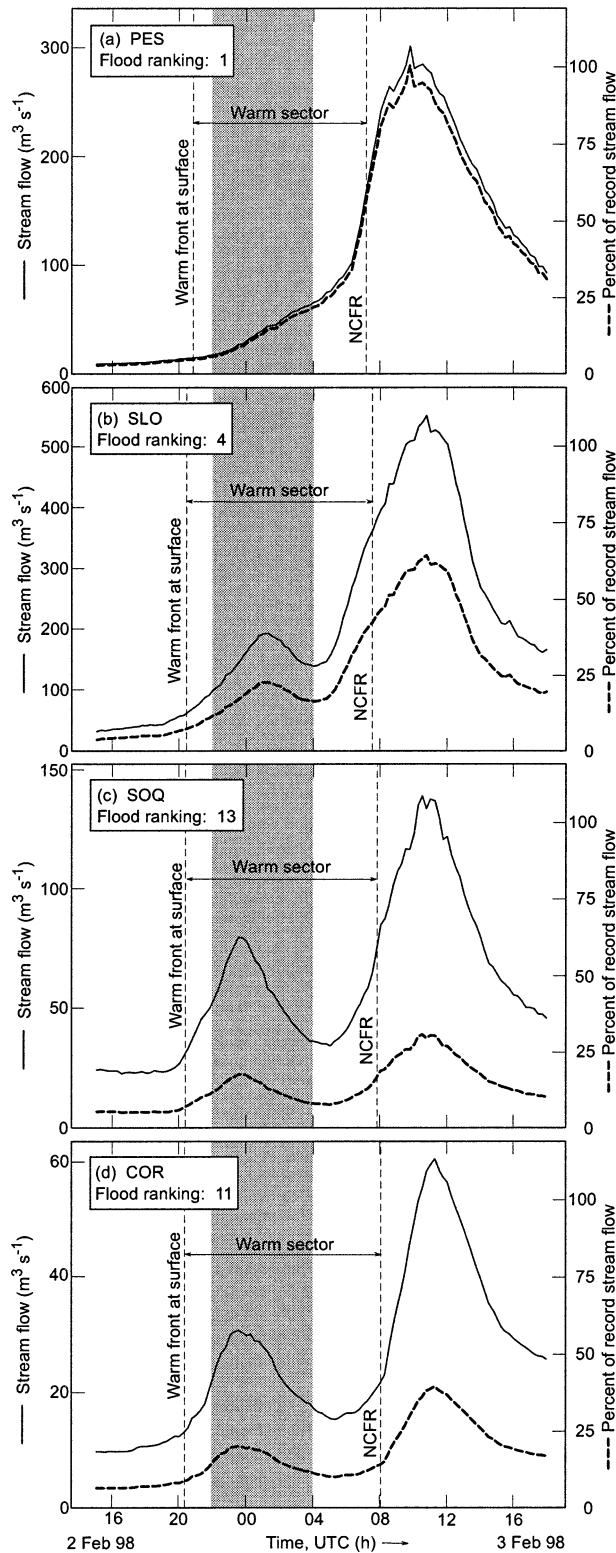 (a) PES
Flood ranking: 1
Stream flow (m³ s⁻¹)
300
200
100
0
Warm front at surface
Warm sector
NCFR
100
75
50
25
0
Percent of record stream flow
(b) SLO
Flood ranking: 4
Stream flow (m³ s⁻¹)
600
500
400
300
200
100
0
Warm front at surface
Warm sector
NCFR
100
75
50
25
0
Percent of record stream flow
(c) SOQ
Flood ranking: 13
Stream flow (m³ s⁻¹)
150
100
50
0
Warm front at surface
Warm sector
NCFR
100
75
50
25
0
Percent of record stream flow
(d) COR
Flood ranking: 11
Stream flow (m³ s⁻¹)
60
40
20
0
Warm front at surface
Warm sector
NCFR
100
75
50
25
0
Percent of record stream flow
16 20 00 04 08 12 16
2 Feb 98 Time, UTC (h) → 3 Feb 98